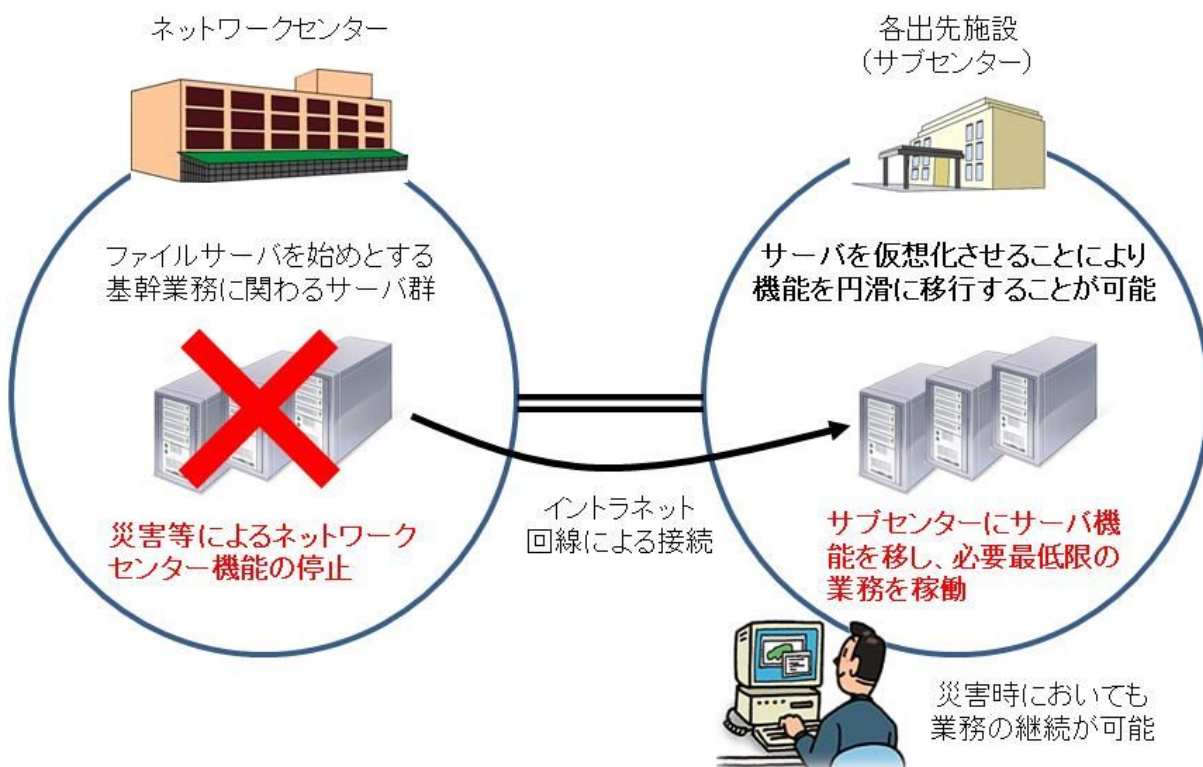 ネットワークセンター
各出先施設
（サブセンター）
ファイルサーバを始めとする
基幹業務に関わるサーバ群
サーバを仮想化させることにより
機能を円滑に移行することが可能
災害等によるネットワーク
センター機能の停止
イントラネット
回線による接続
サブセンターにサーバ機
能を移し、必要最低限の
業務を稼働
災害時においても
業務の継続が可能